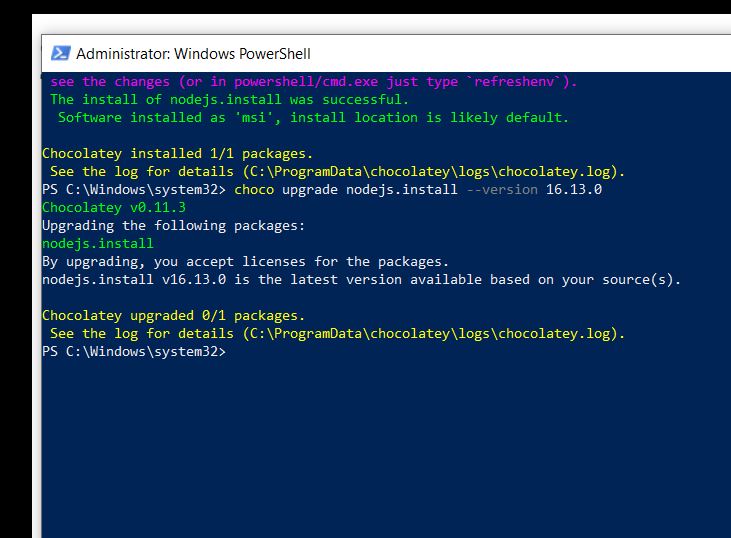 Administrator: Windows PowerShell
see the changes (or in powershell/cmd.exe just type `refreshenv`).
The install of nodejs.install was successful.
Software installed as 'msi', install location is likely default.
Chocolatey installed 1/1 packages.
See the log for details (C:\ProgramData\chocolatey\logs\chocolatey.log).
PS C:\Windows\system32> choco upgrade nodejs.install --version 16.13.0
Chocolatey v0.11.3
Upgrading the following packages:
nodejs.install
By upgrading, you accept licenses for the packages.
nodejs.install v16.13.0 is the latest version available based on your source(s).
Chocolatey upgraded 0/1 packages.
See the log for details (C:\ProgramData\chocolatey\logs\chocolatey.log).
PS C:\Windows\system32>